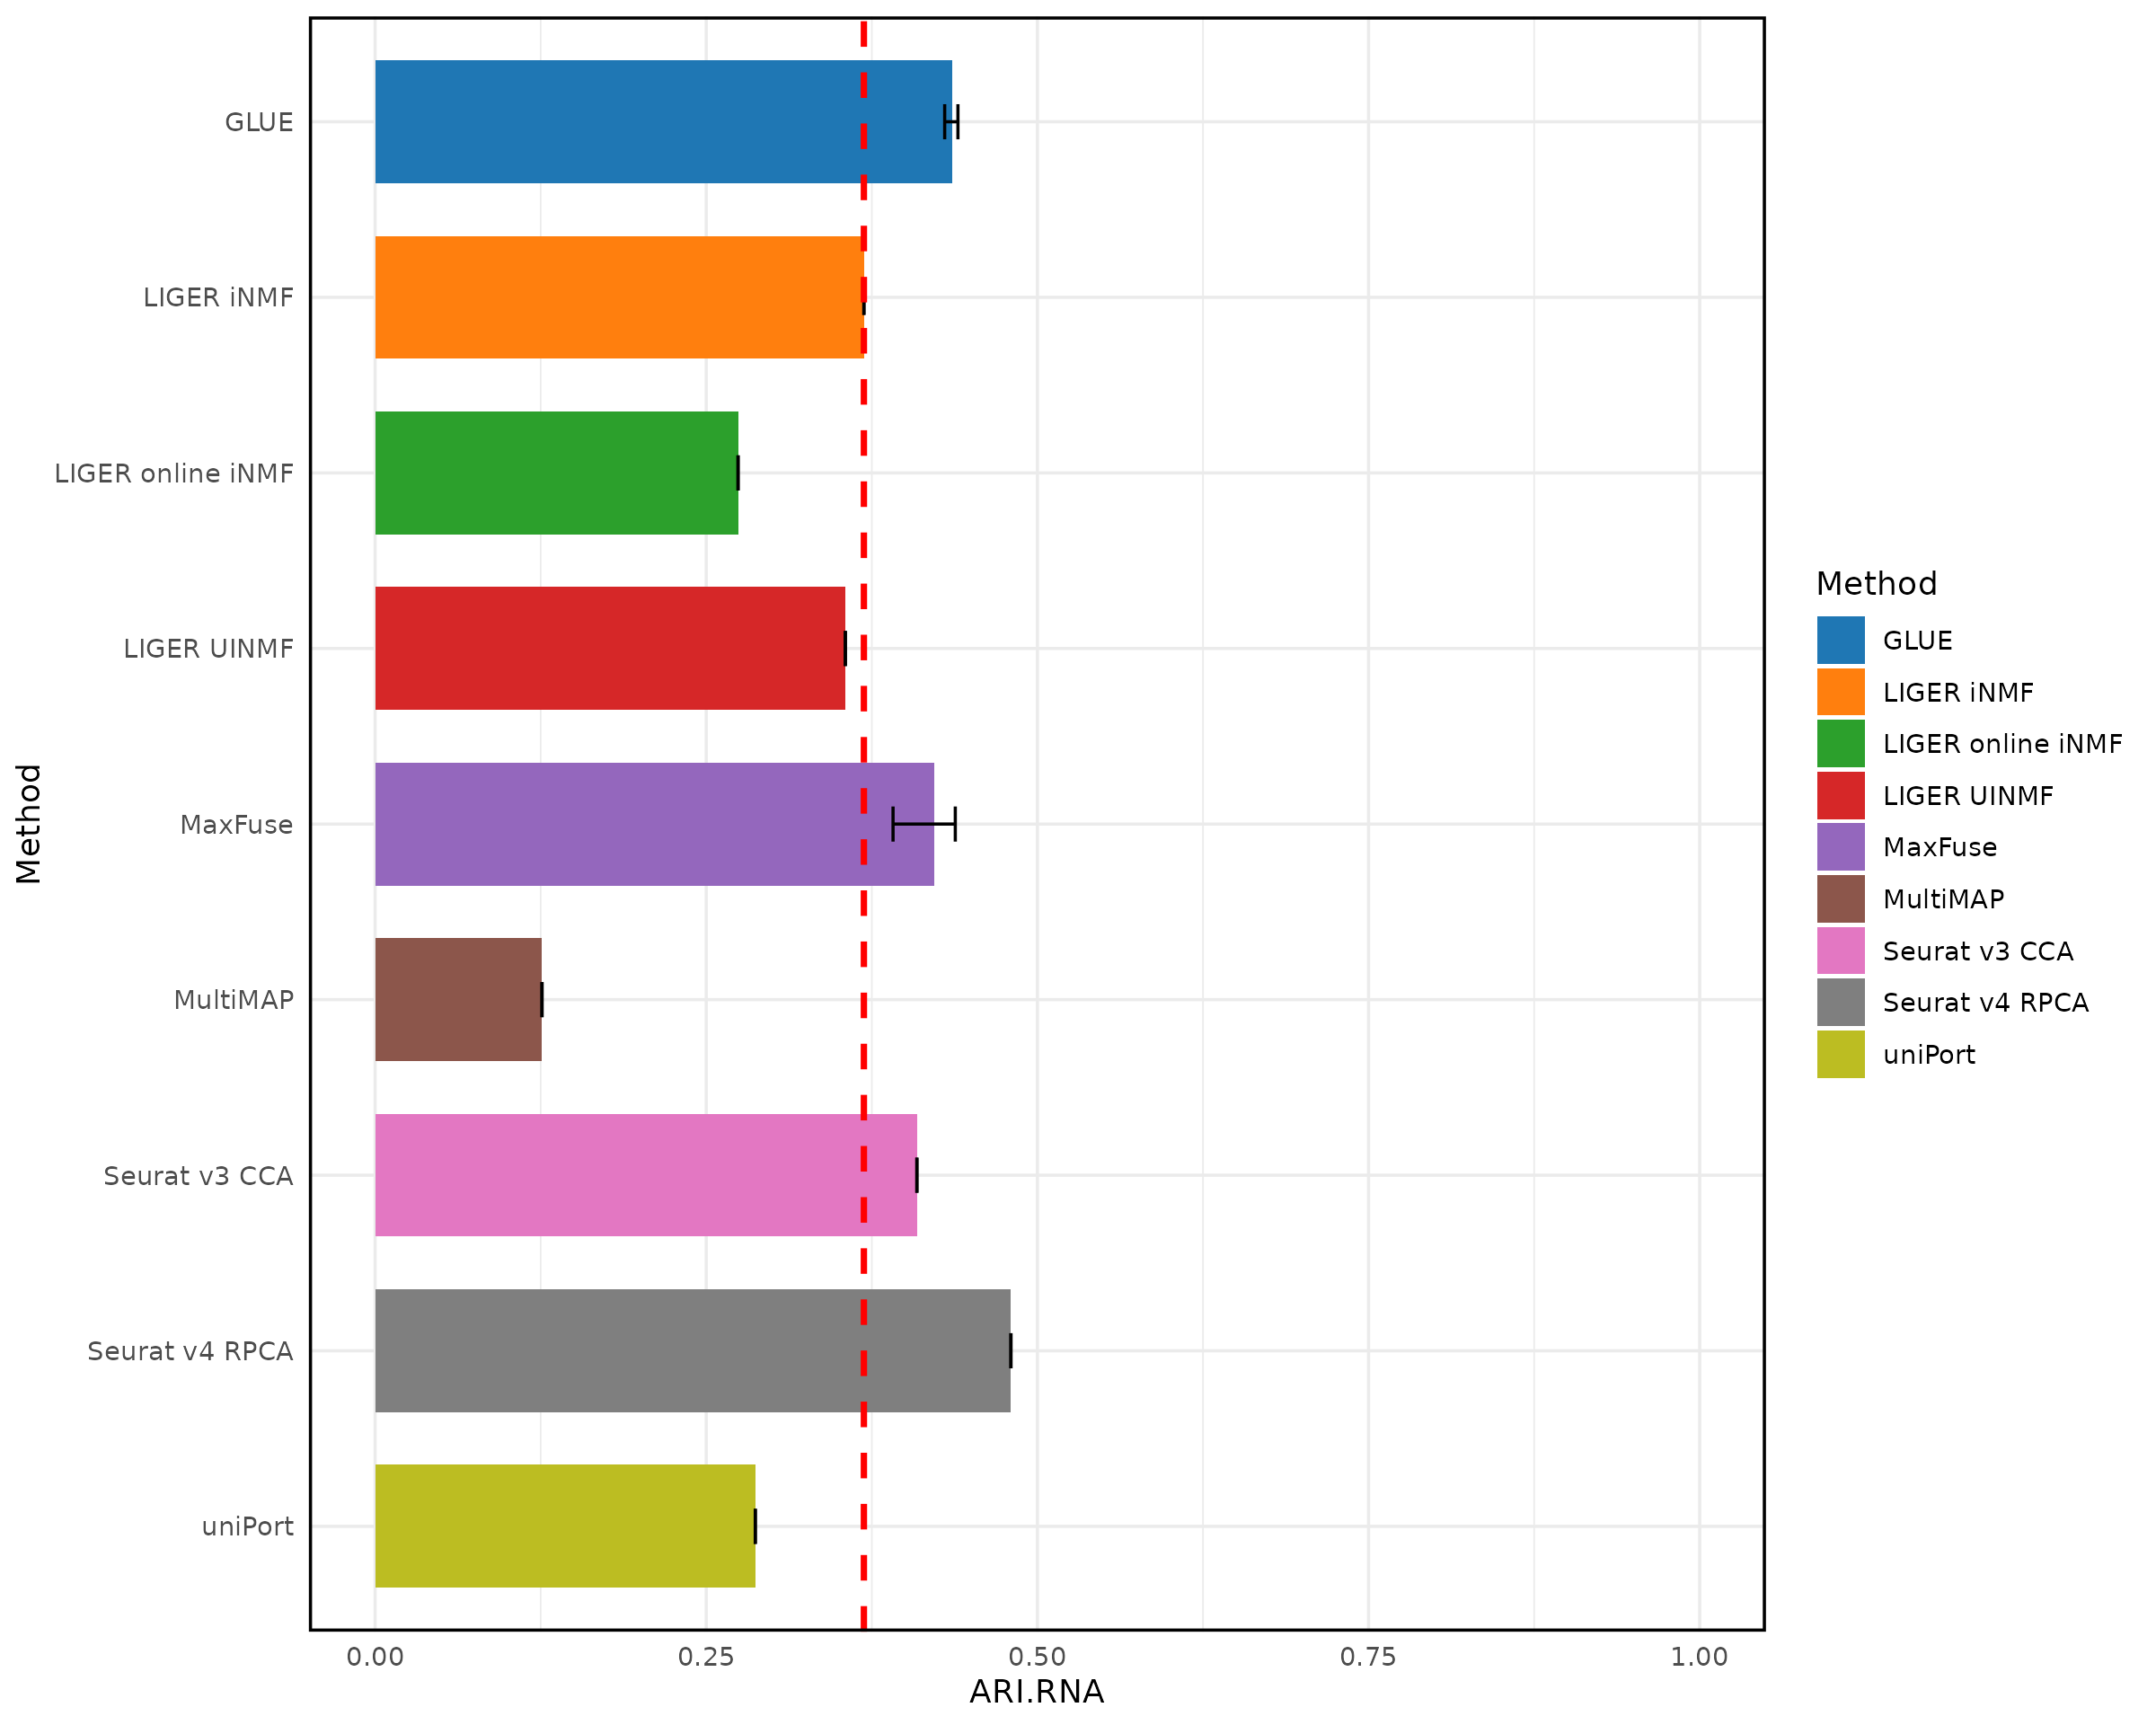 Method
GLUE
LIGER iNMF
LIGER online iNMF
LIGER UINMF
MaxFuse
MultiMAP
Seurat v3 CCA
Seurat v4 RPCA
uniPort
0.00 0.25 0.50 0.75 1.00
ARI.RNA
Method
GLUE
LIGER iNMF
LIGER online iNMF
LIGER UINMF
MaxFuse
MultiMAP
Seurat v3 CCA
Seurat v4 RPCA
uniPort